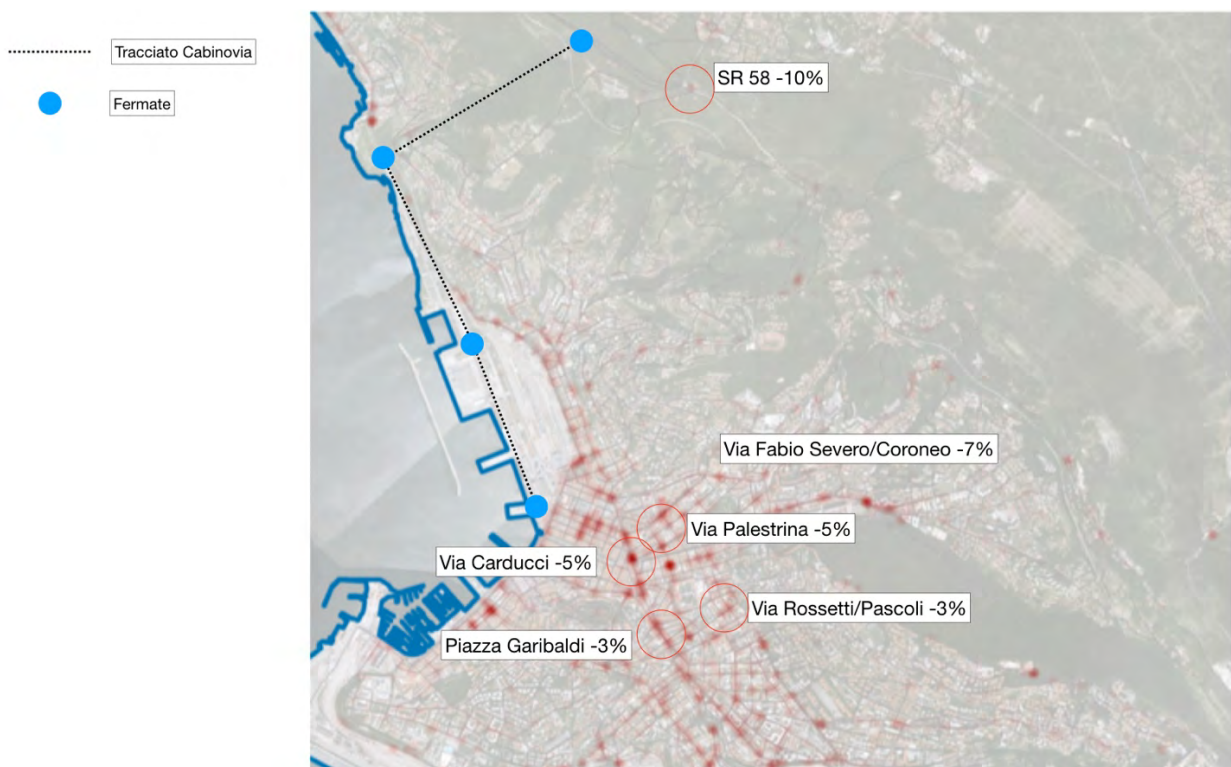 Tracciato Cabinovia
Fermate
SR 58 -10%
Via Fabio Severo/Coroneo -7%
Via Palestrina -5%
Via Carducci -5%
Via Rossetti/Pascoli -3%
Piazza Garibaldi -3%